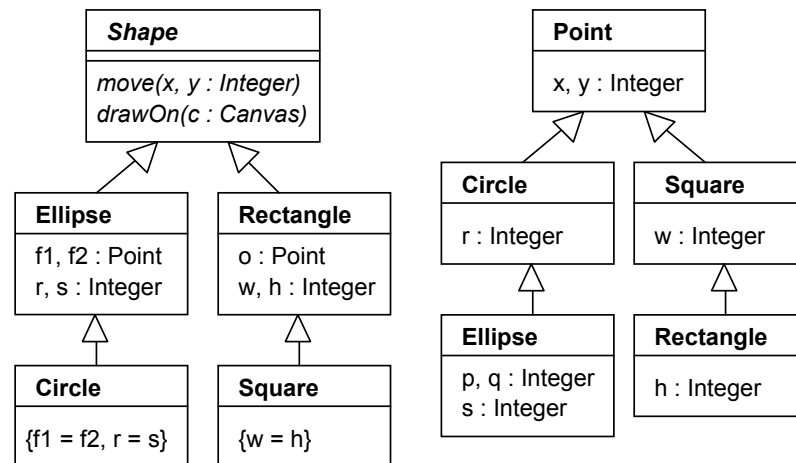 Shape
move(x, y : Integer)
drawOn(c : Canvas)
Ellipse
f1, f2 : Point
r, s : Integer
Rectangle
o : Point
w, h : Integer
Circle
{f1 = f2, r = s}
Square
{w = h}
Point
x, y : Integer
Circle
r : Integer
Square
w : Integer
Ellipse
p, q : Integer
s : Integer
Rectangle
h : Integer